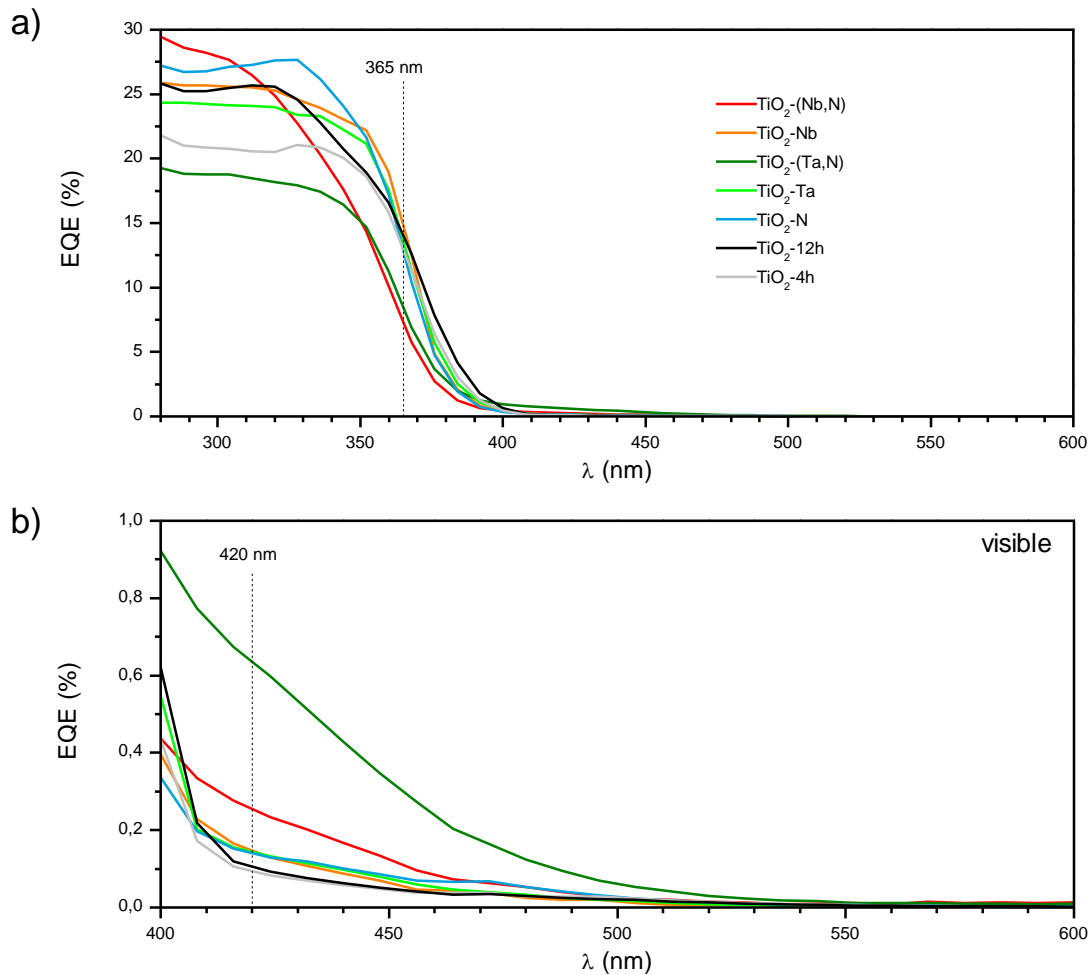 a)
30
25
20
15
10
5
0
EQE (%)
365 nm
TiO₂-(Nb,N)
TiO₂-Nb
TiO₂-(Ta,N)
TiO₂-Ta
TiO₂-N
TiO₂-12h
TiO₂-4h
300 350 400 450 500 550 600
λ (nm)
b)
1,0
0,8
0,6
0,4
0,2
0,0
EQE (%)
420 nm
visible
400 450 500 550 600
λ (nm)